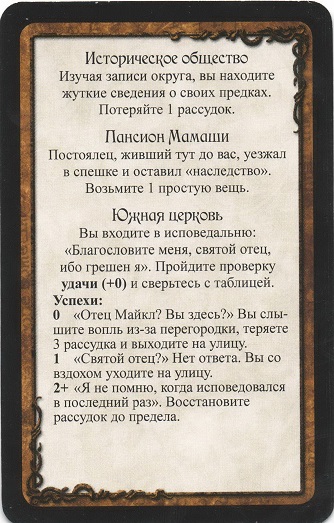 Историческое общество
Изучая записи округа, вы находите
жуткие сведения о своих предках.
Потеряйте 1 рассудок.
Пансион Мамаши
Постоялец, живший тут до вас, уезжал
в спешке и оставил «наследство».
Возьмите 1 простую вещь.
Южная церковь
Вы входите в исповедальню:
«Благословите меня, святой отец,
ибо грешен я». Пройдите проверку
удачи (+0) и сверьтесь с таблицей.
Успехи:
0 «Отец Майкл? Вы здесь?» Вы слы-
шите вопль из-за перегородки, теряете
3 рассудка и выходите на улицу.
1 «Святой отец?» Нет ответа. Вы со
вздохом уходите на улицу.
2+ «Я не помню, когда исповедовался
в последний раз». Восстановите
рассудок до предела.